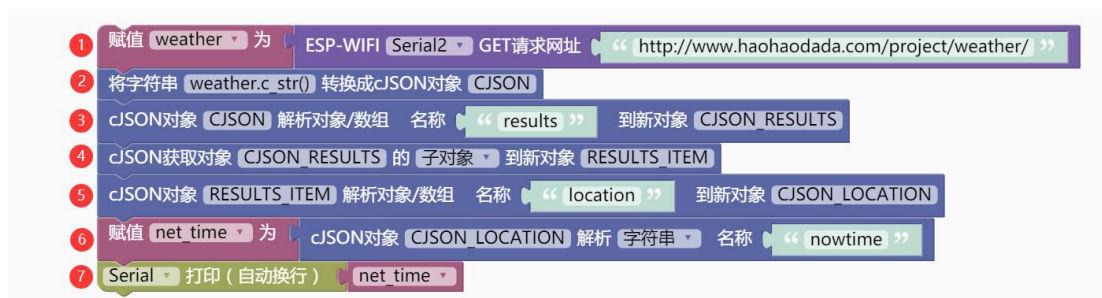 1 赋值 weather 为 ESP-WIFI Serial2 GET请求网址 “ http://www.haohaodada.com/project/weather/ ”
2 将字符串 weather.c_str() 转换成cJSON对象 CJSON
3 cJSON对象 CJSON 解析对象/数组 名称 “ results ” 到新对象 CJSON_RESULTS
4 cJSON获取对象 CJSON_RESULTS 的 子对象 到新对象 RESULTS_ITEM
5 cJSON对象 RESULTS_ITEM 解析对象/数组 名称 “ location ” 到新对象 CJSON_LOCATION
6 赋值 net_time 为 cJSON对象 CJSON_LOCATION 解析 字符串 名称 “ nowtime ”
7 Serial 打印（自动换行） net_time